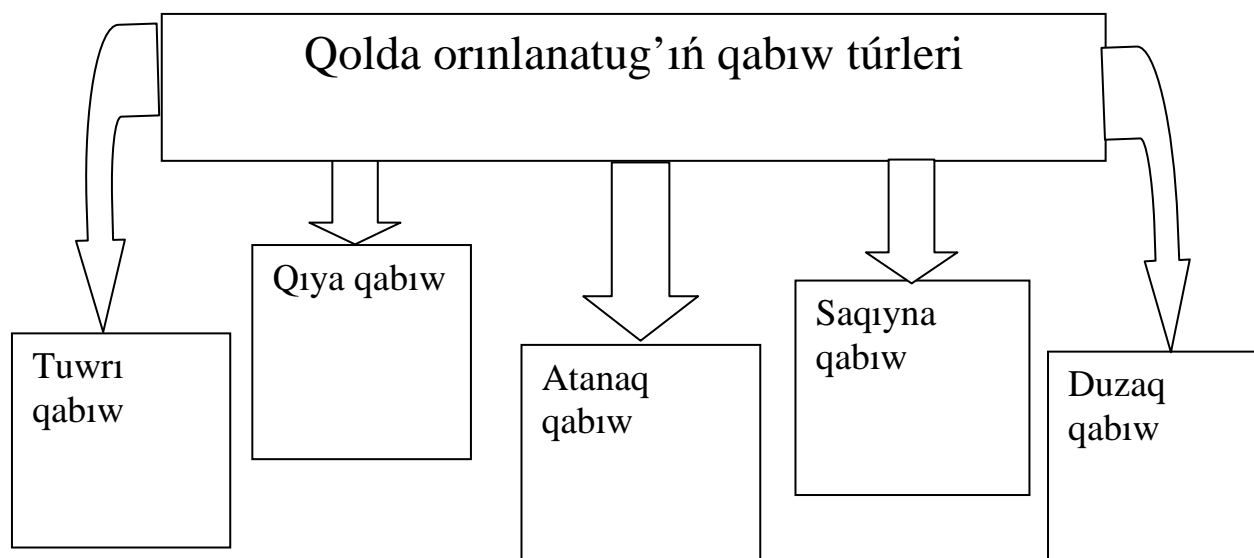 Qolda orınlanatug’ıń qabıw túrleri
Tuwrı
qabıw
Qıya qabıw
Atanaq
qabıw
Saqıyna
qabıw
Duzaq
qabıw